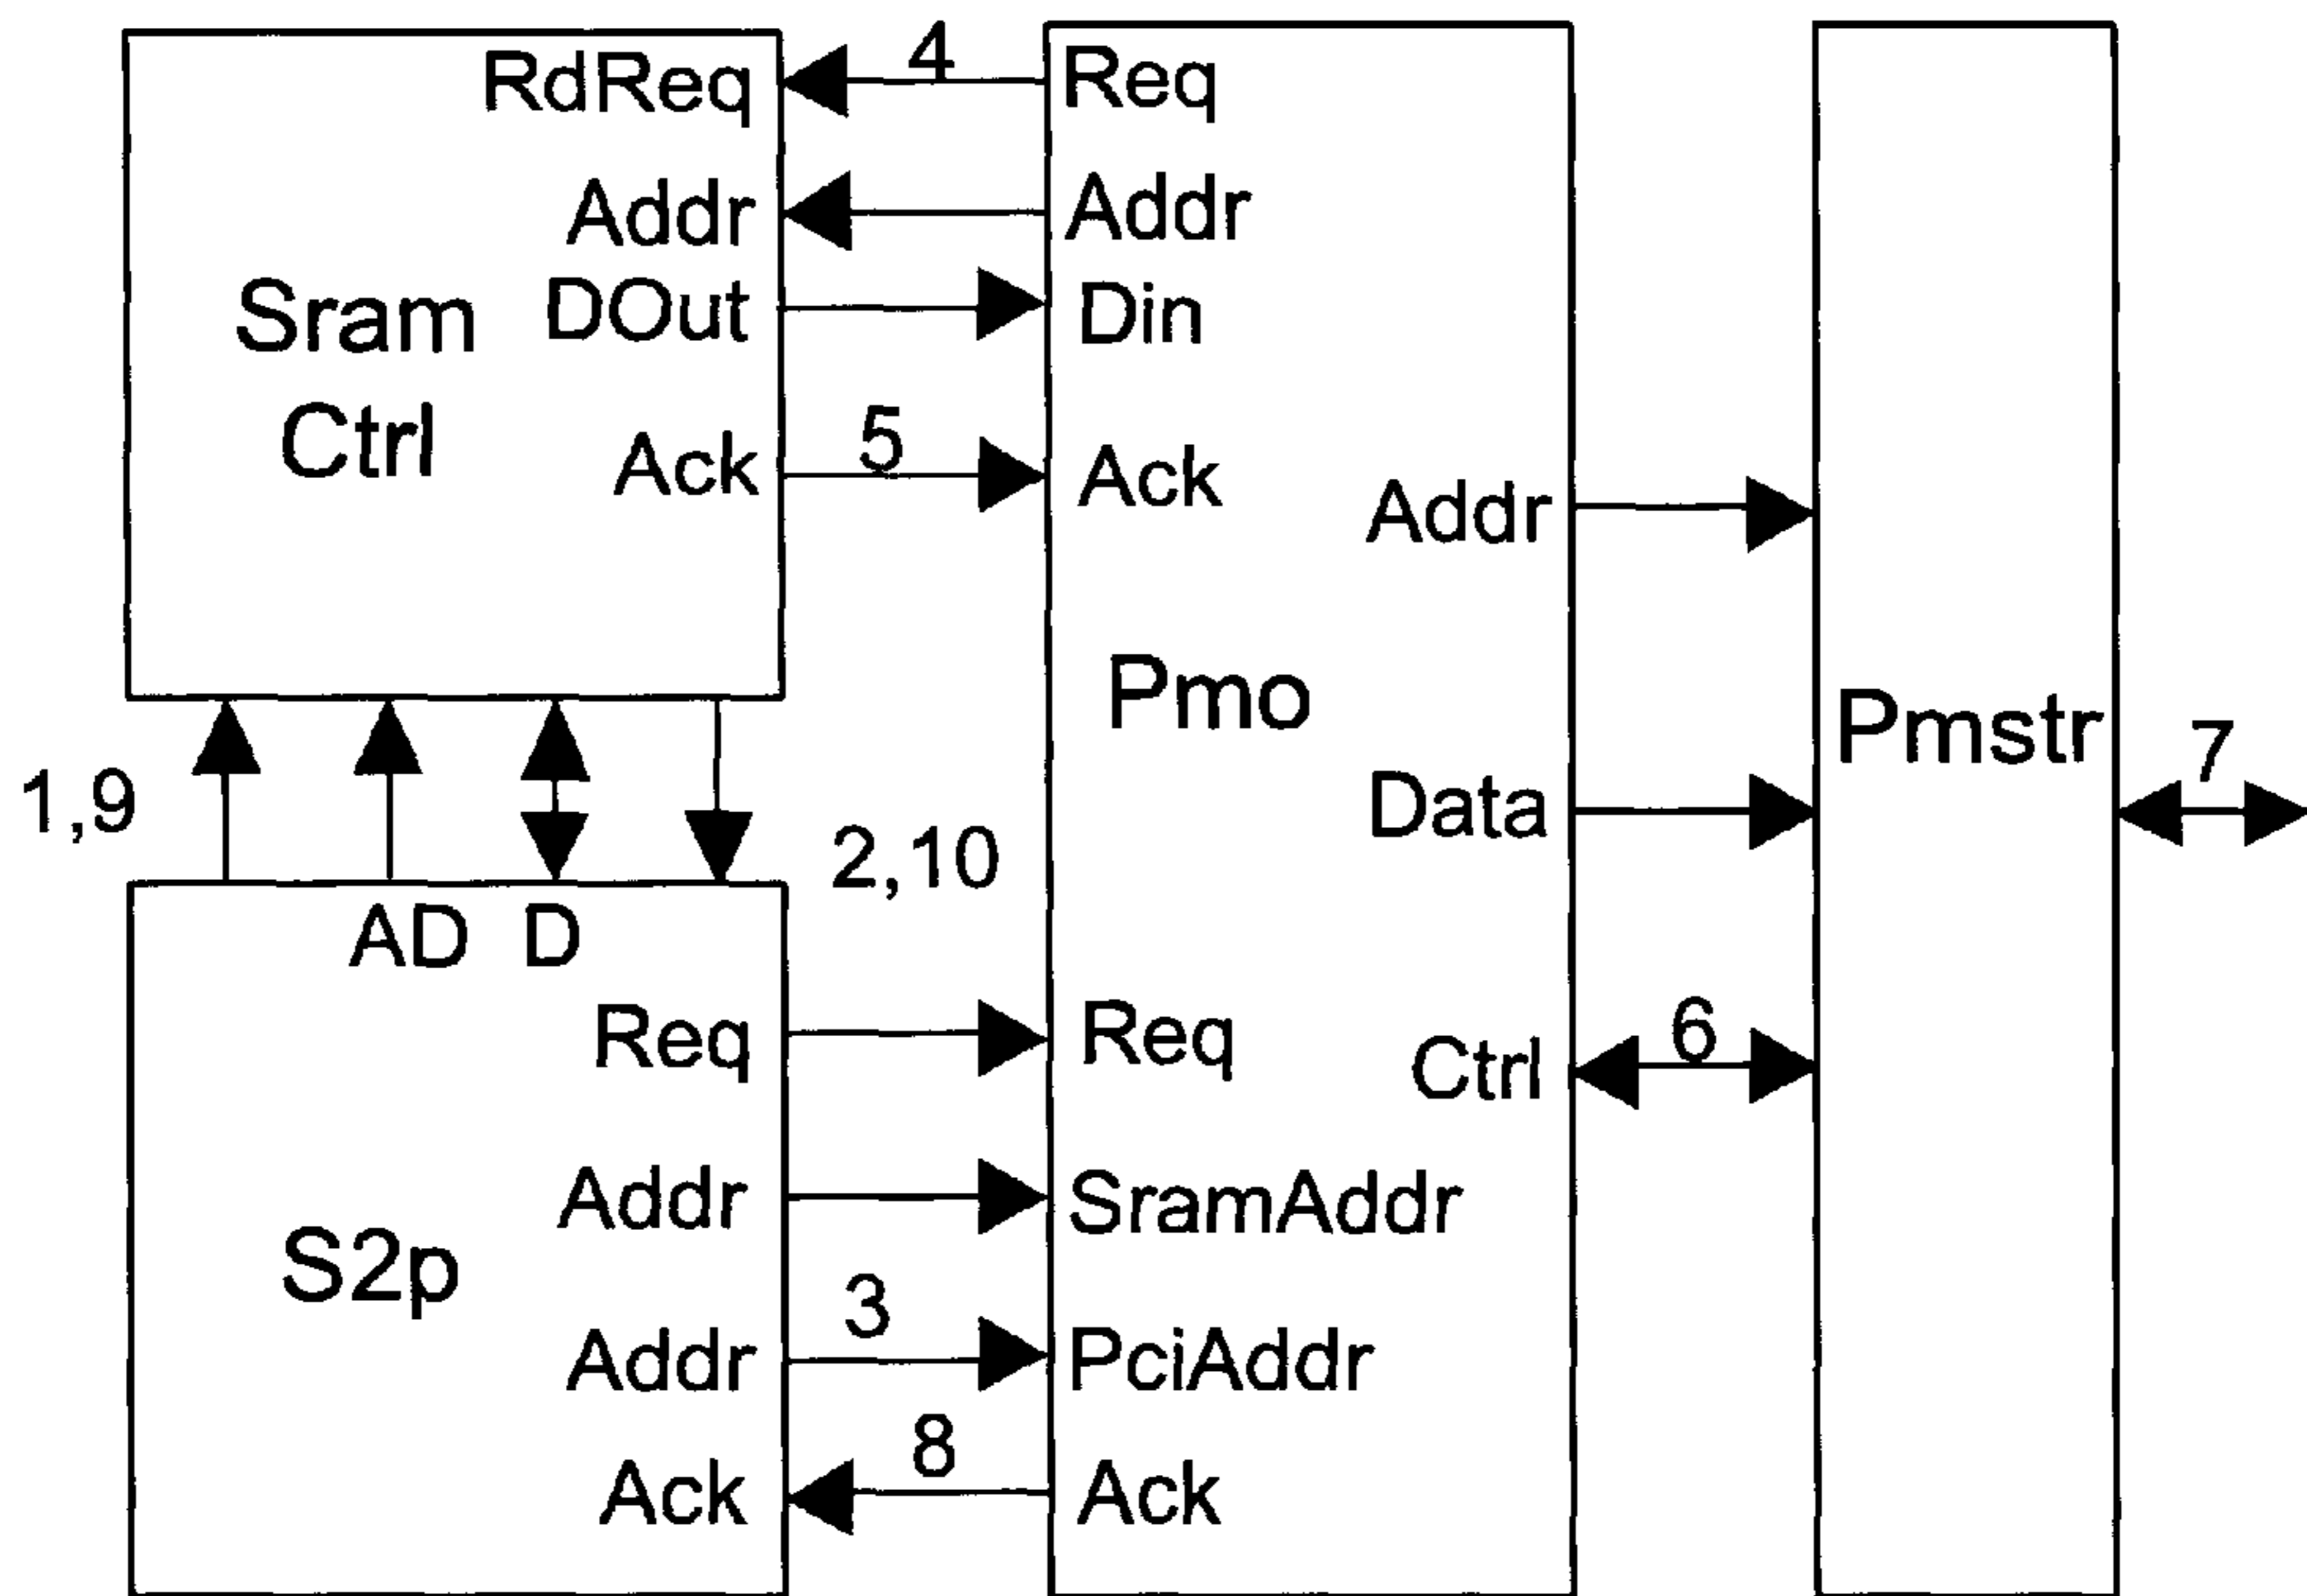 RdReq
4
Req
Addr
Addr
Sram
Ctrl
DOut
Din
Ack
5
Ack
Addr
Pmo
Pmstr
Data
7
1,9
2,10
AD D
Req
Req
Ctrl
6
Addr
SramAddr
S2p
Addr
3
PciAddr
Ack
8
Ack